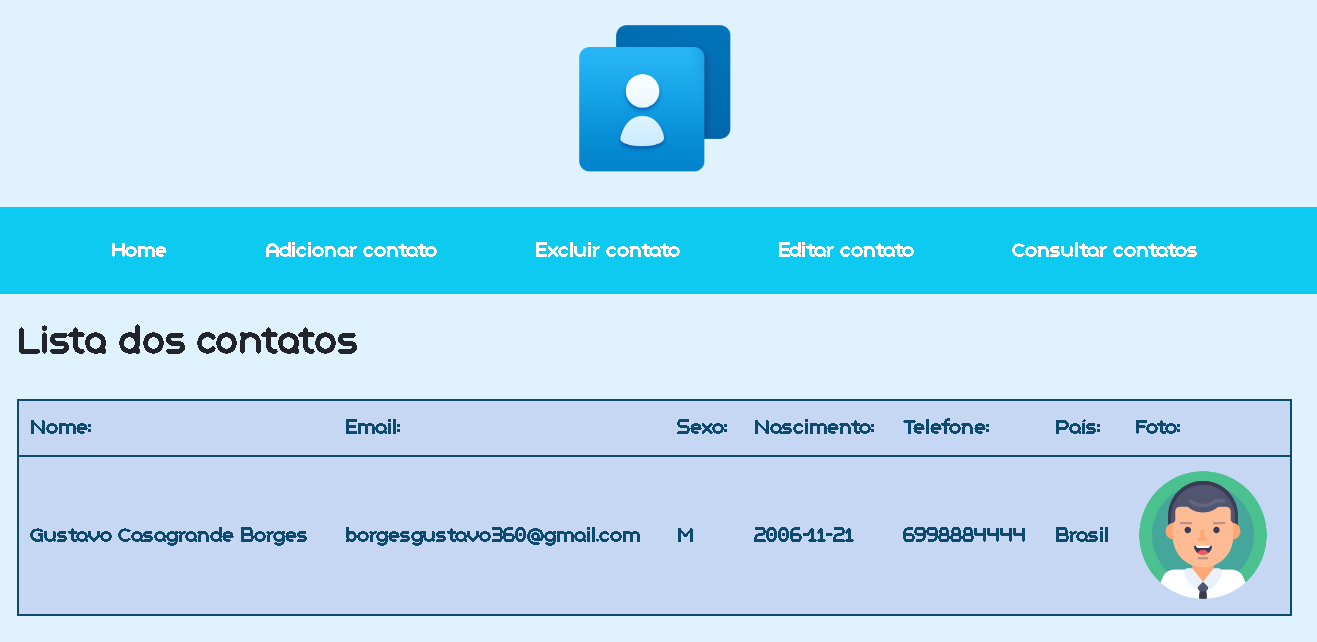 Home Adicionar contato Excluir contato Editar contato Consultar contatos
Lista dos contatos
Nome: Email: Sexo: Nascimento: Telefone: País: Foto:
Gustavo Casagrande Borges borgesgustavo360@gmail.com M 2006-11-21 6998884444 Brasil